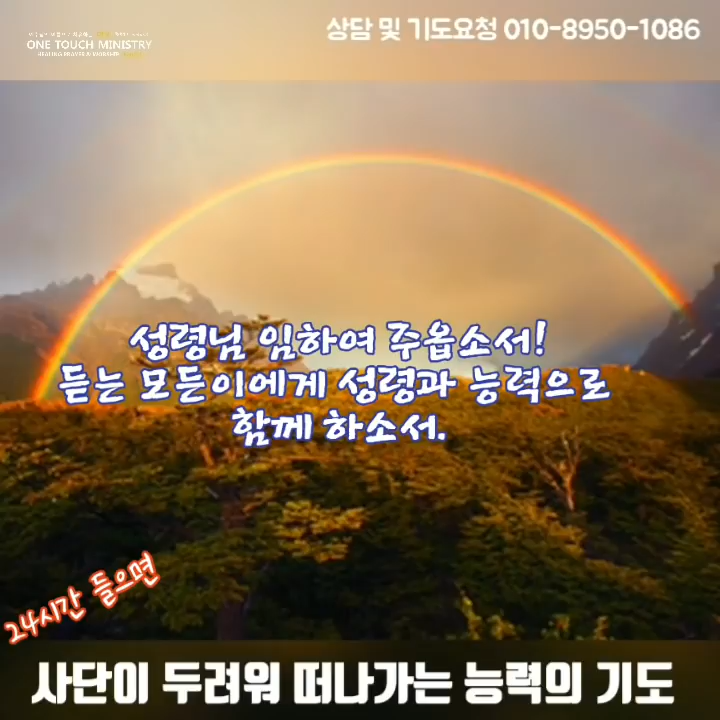 상담 및 기도요청 010-8950-1086
ONE TOUCH MINISTRY
HEALING PRAYER & WORSHIP
성령님 임하여 주옵소서!
듣는 모든이에게 성령과 능력으로
함께 하소서.
24시간 들으면
사단이 두려워 떠나가는 능력의 기도